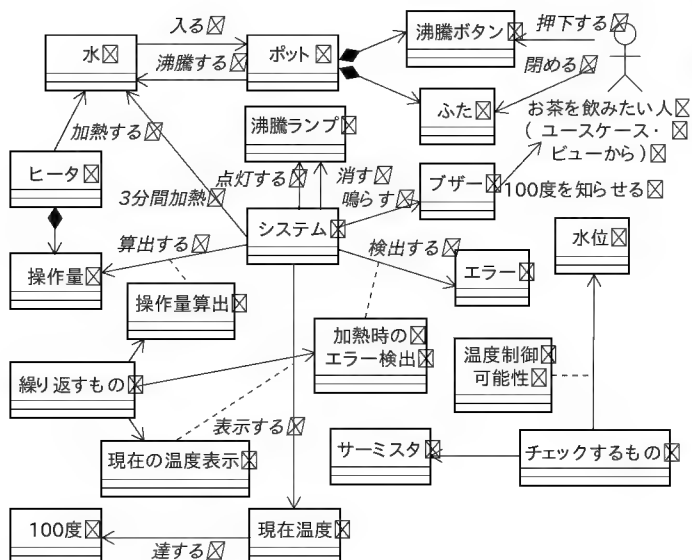 入る
押下する
水
ポット
沸騰ボタン
沸騰する
閉める
ふた
お茶を飲みたい人
(ユースケース・
ビューから)
加熱する
沸騰ランプ
ヒータ
点灯する
消す
ブザー
鳴らす
100度を知らせる
3分間加熱
システム
水位
算出する
検出する
操作量
エラー
操作量算出
加熱時の
エラー検出
温度制御
可能性
繰り返すもの
表示する
現在の温度表示
サーミスタ
チェックするもの
100度
現在温度
達する